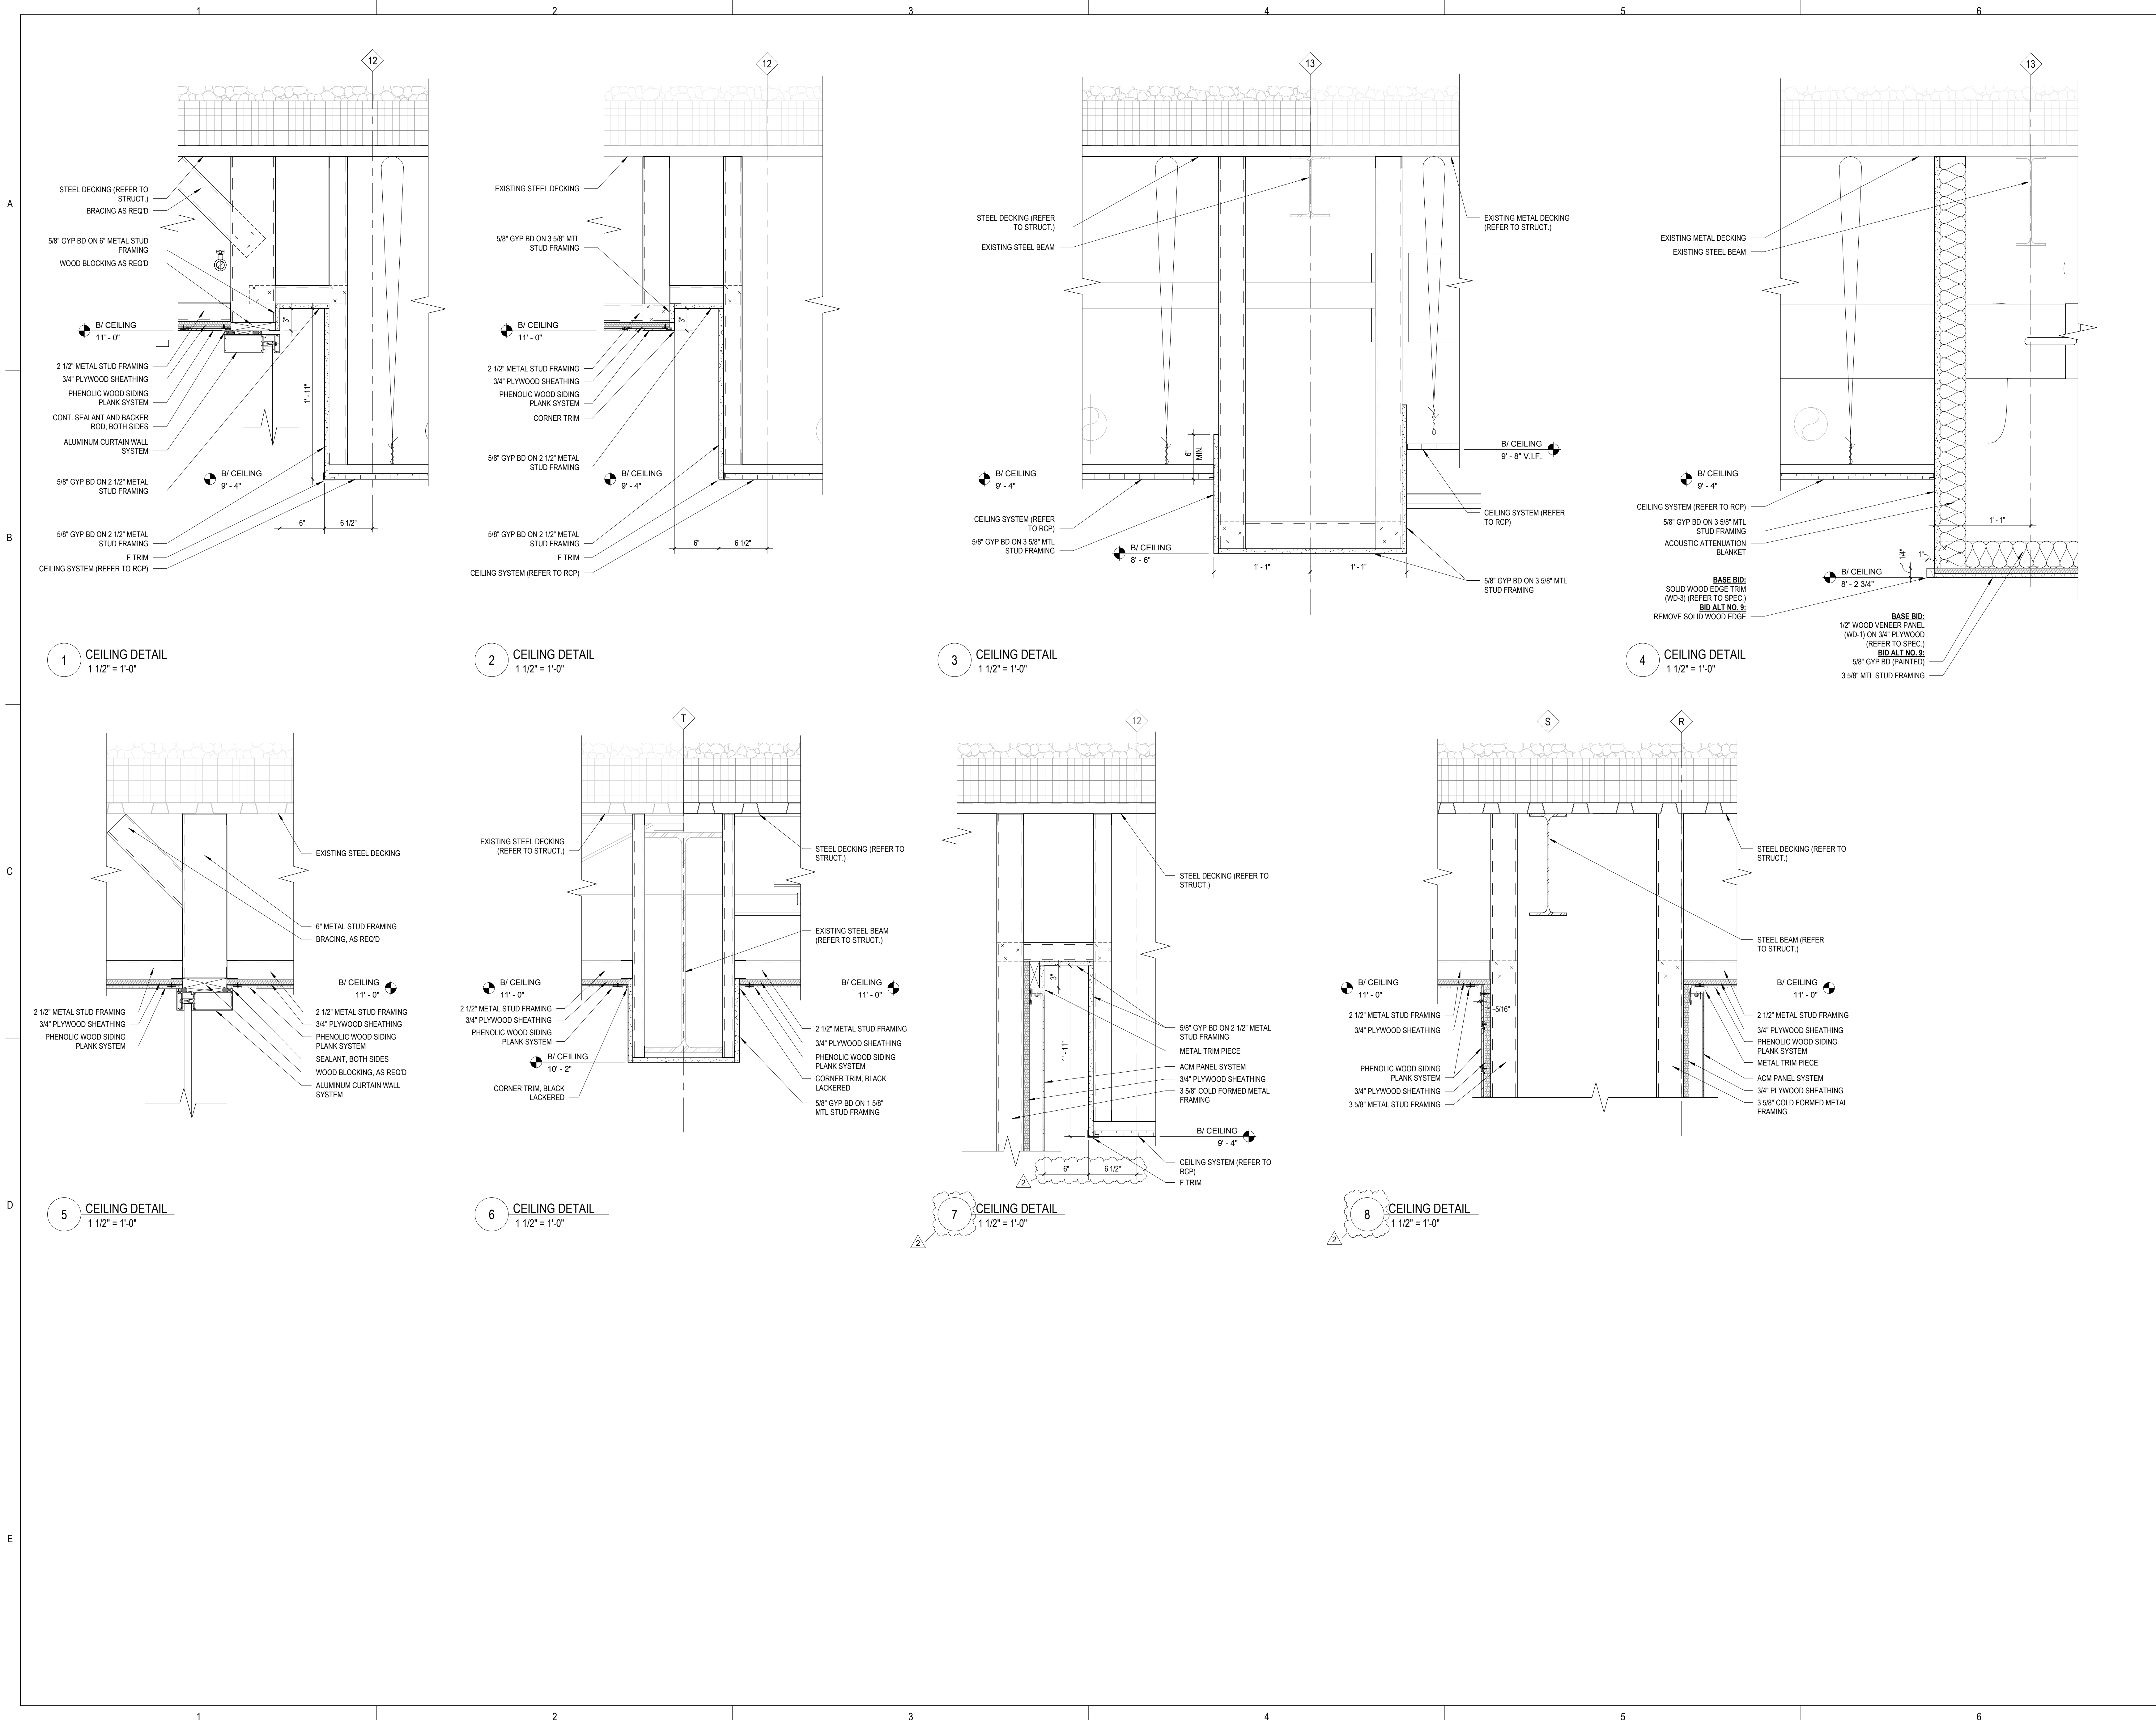 1
2
3
4
5
6
A
B
C
D
E
12
STEEL DECKING (REFER TO
STRUCT.)
BRACING AS REQ'D
5/8" GYP BD ON 6" METAL STUD
FRAMING
WOOD BLOCKING AS REQ'D
B/ CEILING
11' - 0"
2 1/2" METAL STUD FRAMING
3/4" PLYWOOD SHEATHING
PHENOLIC WOOD SIDING
PLANK SYSTEM
CONT. SEALANT AND BACKER
ROD, BOTH SIDES
ALUMINUM CURTAIN WALL
SYSTEM
5/8" GYP BD ON 2 1/2" METAL
STUD FRAMING
B/ CEILING
9' - 4"
5/8" GYP BD ON 2 1/2" METAL
STUD FRAMING
F TRIM
CEILING SYSTEM (REFER TO RCP)
3"
1' - 11"
6"
6 1/2"
1
CEILING DETAIL
1 1/2" = 1'-0"
12
EXISTING STEEL DECKING
5/8" GYP BD ON 3 5/8" MTL
STUD FRAMING
B/ CEILING
11' - 0"
2 1/2" METAL STUD FRAMING
3/4" PLYWOOD SHEATHING
PHENOLIC WOOD SIDING
PLANK SYSTEM
CORNER TRIM
5/8" GYP BD ON 2 1/2" METAL
STUD FRAMING
B/ CEILING
9' - 4"
5/8" GYP BD ON 2 1/2" METAL
STUD FRAMING
F TRIM
CEILING SYSTEM (REFER TO RCP)
3"
6"
6 1/2"
2
CEILING DETAIL
1 1/2" = 1'-0"
13
STEEL DECKING (REFER
TO STRUCT.)
EXISTING STEEL BEAM
EXISTING METAL DECKING
(REFER TO STRUCT.)
6"
MIN.
B/ CEILING
9' - 4"
B/ CEILING
9' - 8" V.I.F.
CEILING SYSTEM (REFER
TO RCP)
5/8" GYP BD ON 3 5/8" MTL
STUD FRAMING
CEILING SYSTEM (REFER
TO RCP)
B/ CEILING
8' - 6"
1' - 1"
1' - 1"
5/8" GYP BD ON 3 5/8" MTL
STUD FRAMING
3
CEILING DETAIL
1 1/2" = 1'-0"
13
EXISTING METAL DECKING
EXISTING STEEL BEAM
B/ CEILING
9' - 4"
CEILING SYSTEM (REFER TO RCP)
5/8" GYP BD ON 3 5/8" MTL
STUD FRAMING
ACOUSTIC ATTENUATION
BLANKET
1' - 1"
1"
1 1/4"
B/ CEILING
8' - 2 3/4"
BASE BID:
SOLID WOOD EDGE TRIM
(WD-3) (REFER TO SPEC.)
BID ALT NO. 9:
REMOVE SOLID WOOD EDGE
BASE BID:
1/2" WOOD VENEER PANEL
(WD-1) ON 3/4" PLYWOOD
(REFER TO SPEC.)
BID ALT NO. 9:
5/8" GYP BD (PAINTED)
3 5/8" MTL STUD FRAMING
4
CEILING DETAIL
1 1/2" = 1'-0"
EXISTING STEEL DECKING
6" METAL STUD FRAMING
BRACING, AS REQ'D
B/ CEILING
11' - 0"
2 1/2" METAL STUD FRAMING
3/4" PLYWOOD SHEATHING
PHENOLIC WOOD SIDING
PLANK SYSTEM
2 1/2" METAL STUD FRAMING
3/4" PLYWOOD SHEATHING
PHENOLIC WOOD SIDING
PLANK SYSTEM
SEALANT, BOTH SIDES
WOOD BLOCKING, AS REQ'D
ALUMINUM CURTAIN WALL
SYSTEM
5
CEILING DETAIL
1 1/2" = 1'-0"
T
EXISTING STEEL DECKING
(REFER TO STRUCT.)
STEEL DECKING (REFER TO
STRUCT.)
EXISTING STEEL BEAM
(REFER TO STRUCT.)
B/ CEILING
11' - 0"
2 1/2" METAL STUD FRAMING
3/4" PLYWOOD SHEATHING
PHENOLIC WOOD SIDING
PLANK SYSTEM
B/ CEILING
10' - 2"
CORNER TRIM, BLACK
LACKERED
B/ CEILING
11' - 0"
2 1/2" METAL STUD FRAMING
3/4" PLYWOOD SHEATHING
PHENOLIC WOOD SIDING
PLANK SYSTEM
CORNER TRIM, BLACK
LACKERED
5/8" GYP BD ON 1 5/8"
MTL STUD FRAMING
6
CEILING DETAIL
1 1/2" = 1'-0"
12
STEEL DECKING (REFER TO
STRUCT.)
3"
1' - 11"
5/8" GYP BD ON 2 1/2" METAL
STUD FRAMING
METAL TRIM PIECE
ACM PANEL SYSTEM
3/4" PLYWOOD SHEATHING
3 5/8" COLD FORMED METAL
FRAMING
B/ CEILING
9' - 4"
CEILING SYSTEM (REFER TO
RCP)
F TRIM
6"
6 1/2"
2
7
CEILING DETAIL
1 1/2" = 1'-0"
2
S
R
STEEL DECKING (REFER TO
STRUCT.)
STEEL BEAM (REFER
TO STRUCT.)
B/ CEILING
11' - 0"
2 1/2" METAL STUD FRAMING
3/4" PLYWOOD SHEATHING
5/16"
PHENOLIC WOOD SIDING
PLANK SYSTEM
3/4" PLYWOOD SHEATHING
3 5/8" METAL STUD FRAMING
B/ CEILING
11' - 0"
2 1/2" METAL STUD FRAMING
3/4" PLYWOOD SHEATHING
PHENOLIC WOOD SIDING
PLANK SYSTEM
METAL TRIM PIECE
ACM PANEL SYSTEM
3/4" PLYWOOD SHEATHING
3 5/8" COLD FORMED METAL
FRAMING
8
CEILING DETAIL
1 1/2" = 1'-0"
2
1
2
3
4
5
6